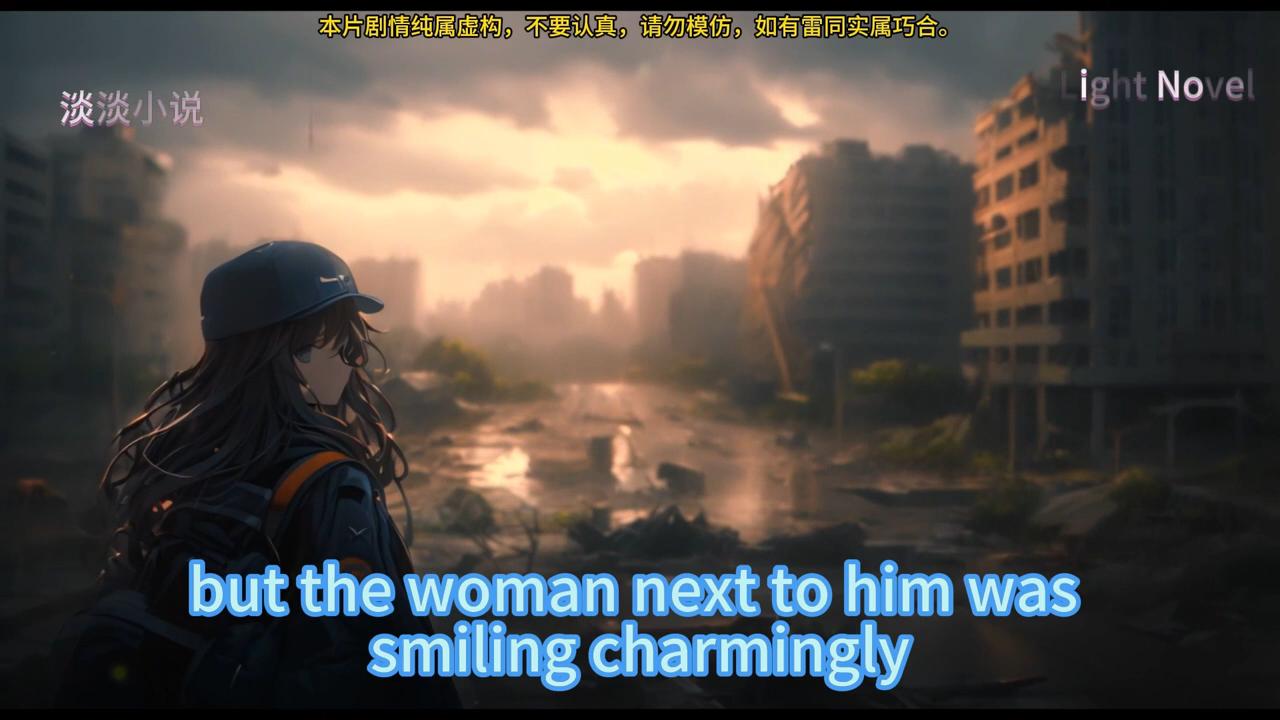 本片剧情纯属虚构，不要认真，请勿模仿，如有雷同实属巧合。
淡淡小说
Light Novel
but the woman next to him was
smiling charmingly